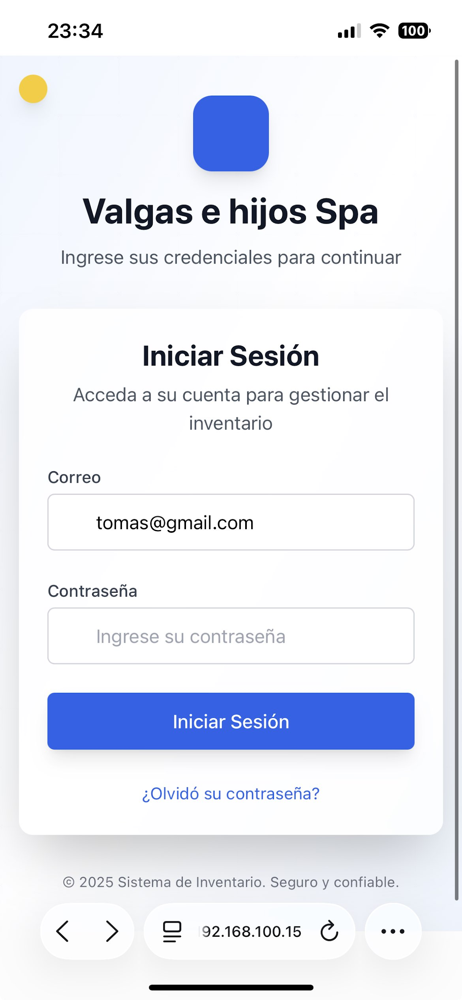 23:34
100
Valgas e hijos Spa
Ingrese sus credenciales para continuar
Iniciar Sesión
Acceda a su cuenta para gestionar el
inventario
Correo
tomas@gmail.com
Contraseña
Ingrese su contraseña
Iniciar Sesión
¿Olvidó su contraseña?
© 2025 Sistema de Inventario. Seguro y confiable.
92.168.100.15